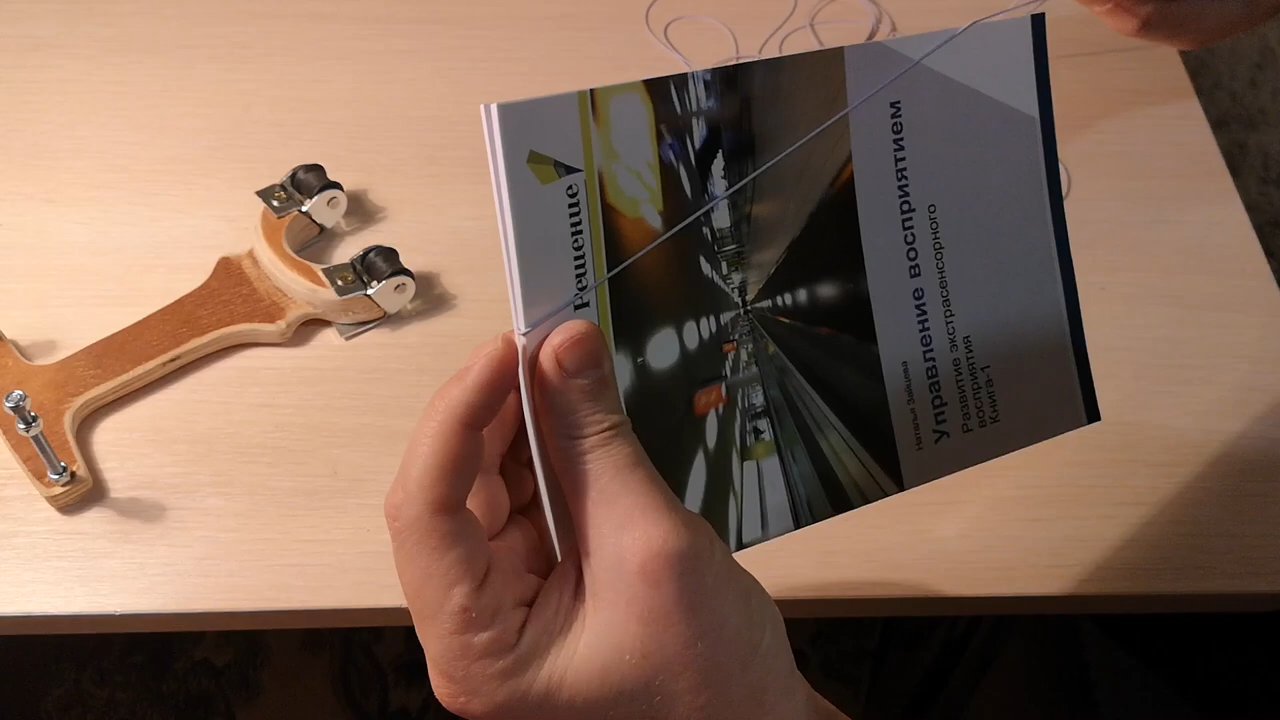 Решение
Наталья Зайцева
Управление восприятием
Развитие экстрасенсорного
восприятия
Книга-1